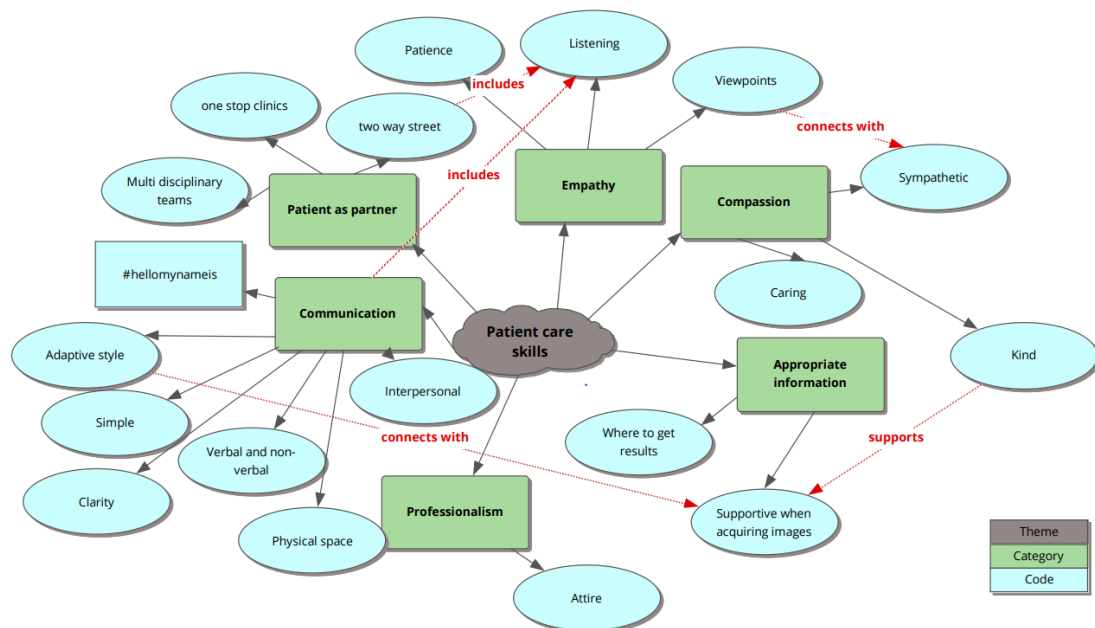 Patience
Listening
includes
Viewpoints
one stop clinics
two way street
connects with
Multi disciplinary
teams
includes
Empathy
Sympathetic
Patient as partner
Compassion
#hellomynameis
Communication
Caring
Patient care
skills
Adaptive style
Interpersonal
Appropriate
information
Kind
Simple
connects with
Where to get
results
supports
Verbal and non-
verbal
Clarity
Professionalism
Supportive when
acquiring images
Physical space
Attire
Theme
Category
Code